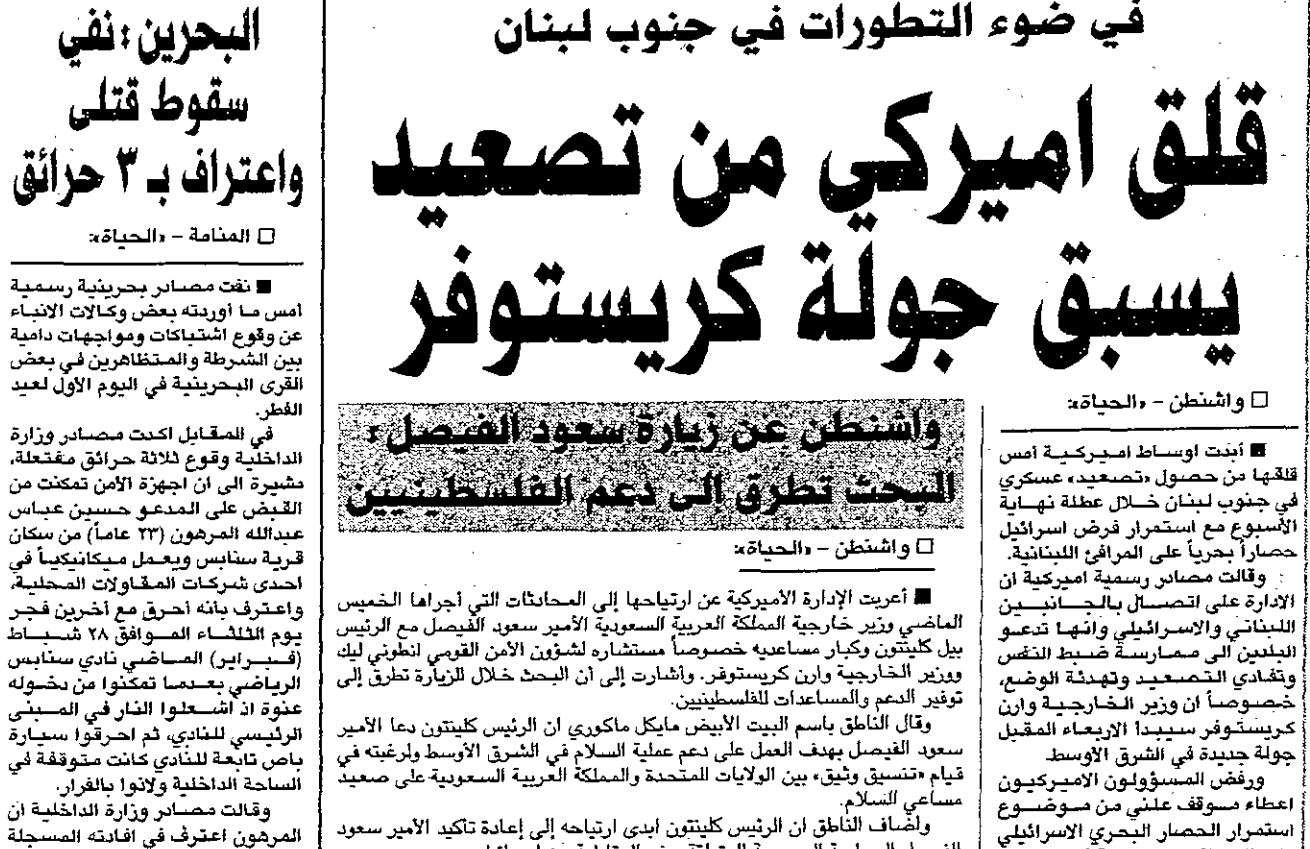 في ضوء التطورات في جنوب لبنان
قلق اميركي من تصعيد
يسبق جولة كريستوفر
□ واشنطن – «الحياة»:
■ أبدت اوساط اميركية أمس
قلقها من حصول «تصعيد» عسكري
في جنوب لبنان خلال عطلة نهاية
الأسبوع مع استمرار فرض اسرائيل
حصاراً بحرياً على المرافئ اللبنانية.
وقالت مصادر رسمية اميركية ان
الادارة على اتصال بالجانبين
اللبناني والاسرائيلي وانها تدعو
البلدين الى ممارسة ضبط النفس
وتفادي التصعيد وتهدئة الوضع،
خصوصاً ان وزير الخارجية وارن
كريستوفر سيبدأ الاربعاء المقبل
جولة جديدة في الشرق الأوسط.
ورفض المسؤولون الاميركيون
اعطاء موقف علني من موضوع
استمرار الحصار البحري الاسرائيلي
واشنطن عن زيارة سعود الفيصل:
البحث تطرق إلى دعم الفلسطينيين
□ واشنطن – «الحياة»:
■ أعربت الإدارة الأميركية عن ارتياحها إلى المحادثات التي أجراها الخميس
الماضي وزير خارجية المملكة العربية السعودية الأمير سعود الفيصل مع الرئيس
بيل كلينتون وكبار مساعديه خصوصاً مستشاره لشؤون الأمن القومي انطوني ليك
ووزير الخارجية وارن كريستوفر. وأشارت إلى أن البحث خلال الزيارة تطرق إلى
توفير الدعم والمساعدات للفلسطينيين.
وقال الناطق باسم البيت الأبيض مايكل ماكوري ان الرئيس كلينتون دعا الأمير
سعود الفيصل بهدف العمل على دعم عملية السلام في الشرق الأوسط ولرغبته في
قيام «تنسيق وثيق» بين الولايات المتحدة والمملكة العربية السعودية على صعيد
مساعي السلام.
وأضاف الناطق ان الرئيس كلينتون ابدى ارتياحه إلى إعادة تأكيد الأمير سعود
البحرين: نفي
سقوط قتلى
واعتراف بـ ٣ حرائق
□ المنامة – «الحياة»:
■ نفت مصادر بحرينية رسمية
أمس ما أوردته بعض وكالات الانباء
عن وقوع اشتباكات ومواجهات دامية
بين الشرطة والمتظاهرين في بعض
القرى البحرينية في اليوم الأول لعيد
الفطر.
في المقابل اكدت مصادر وزارة
الداخلية وقوع ثلاثة حرائق مفتعلة،
مشيرة الى ان اجهزة الأمن تمكنت من
القبض على المدعو حسين عباس
عبدالله المرهون (٢٣ عاماً) من سكان
قرية سنابس ويعمل ميكانيكياً في
احدى شركات المقاولات المحلية،
واعترف بأنه أحرق مع آخرين فجر
يوم الثلثاء الموافق ٢٨ شباط
(فبراير) الماضي نادي سنابس
الرياضي بعدما تمكنوا من دخوله
عنوة اذ اشعلوا النار في المبنى
الرئيسي للنادي، ثم احرقوا سيارة
باص تابعة للنادي كانت متوقفة في
الساحة الداخلية ولاذوا بالفرار.
وقالت مصادر وزارة الداخلية ان
المرهون اعترف في افادته المسجلة